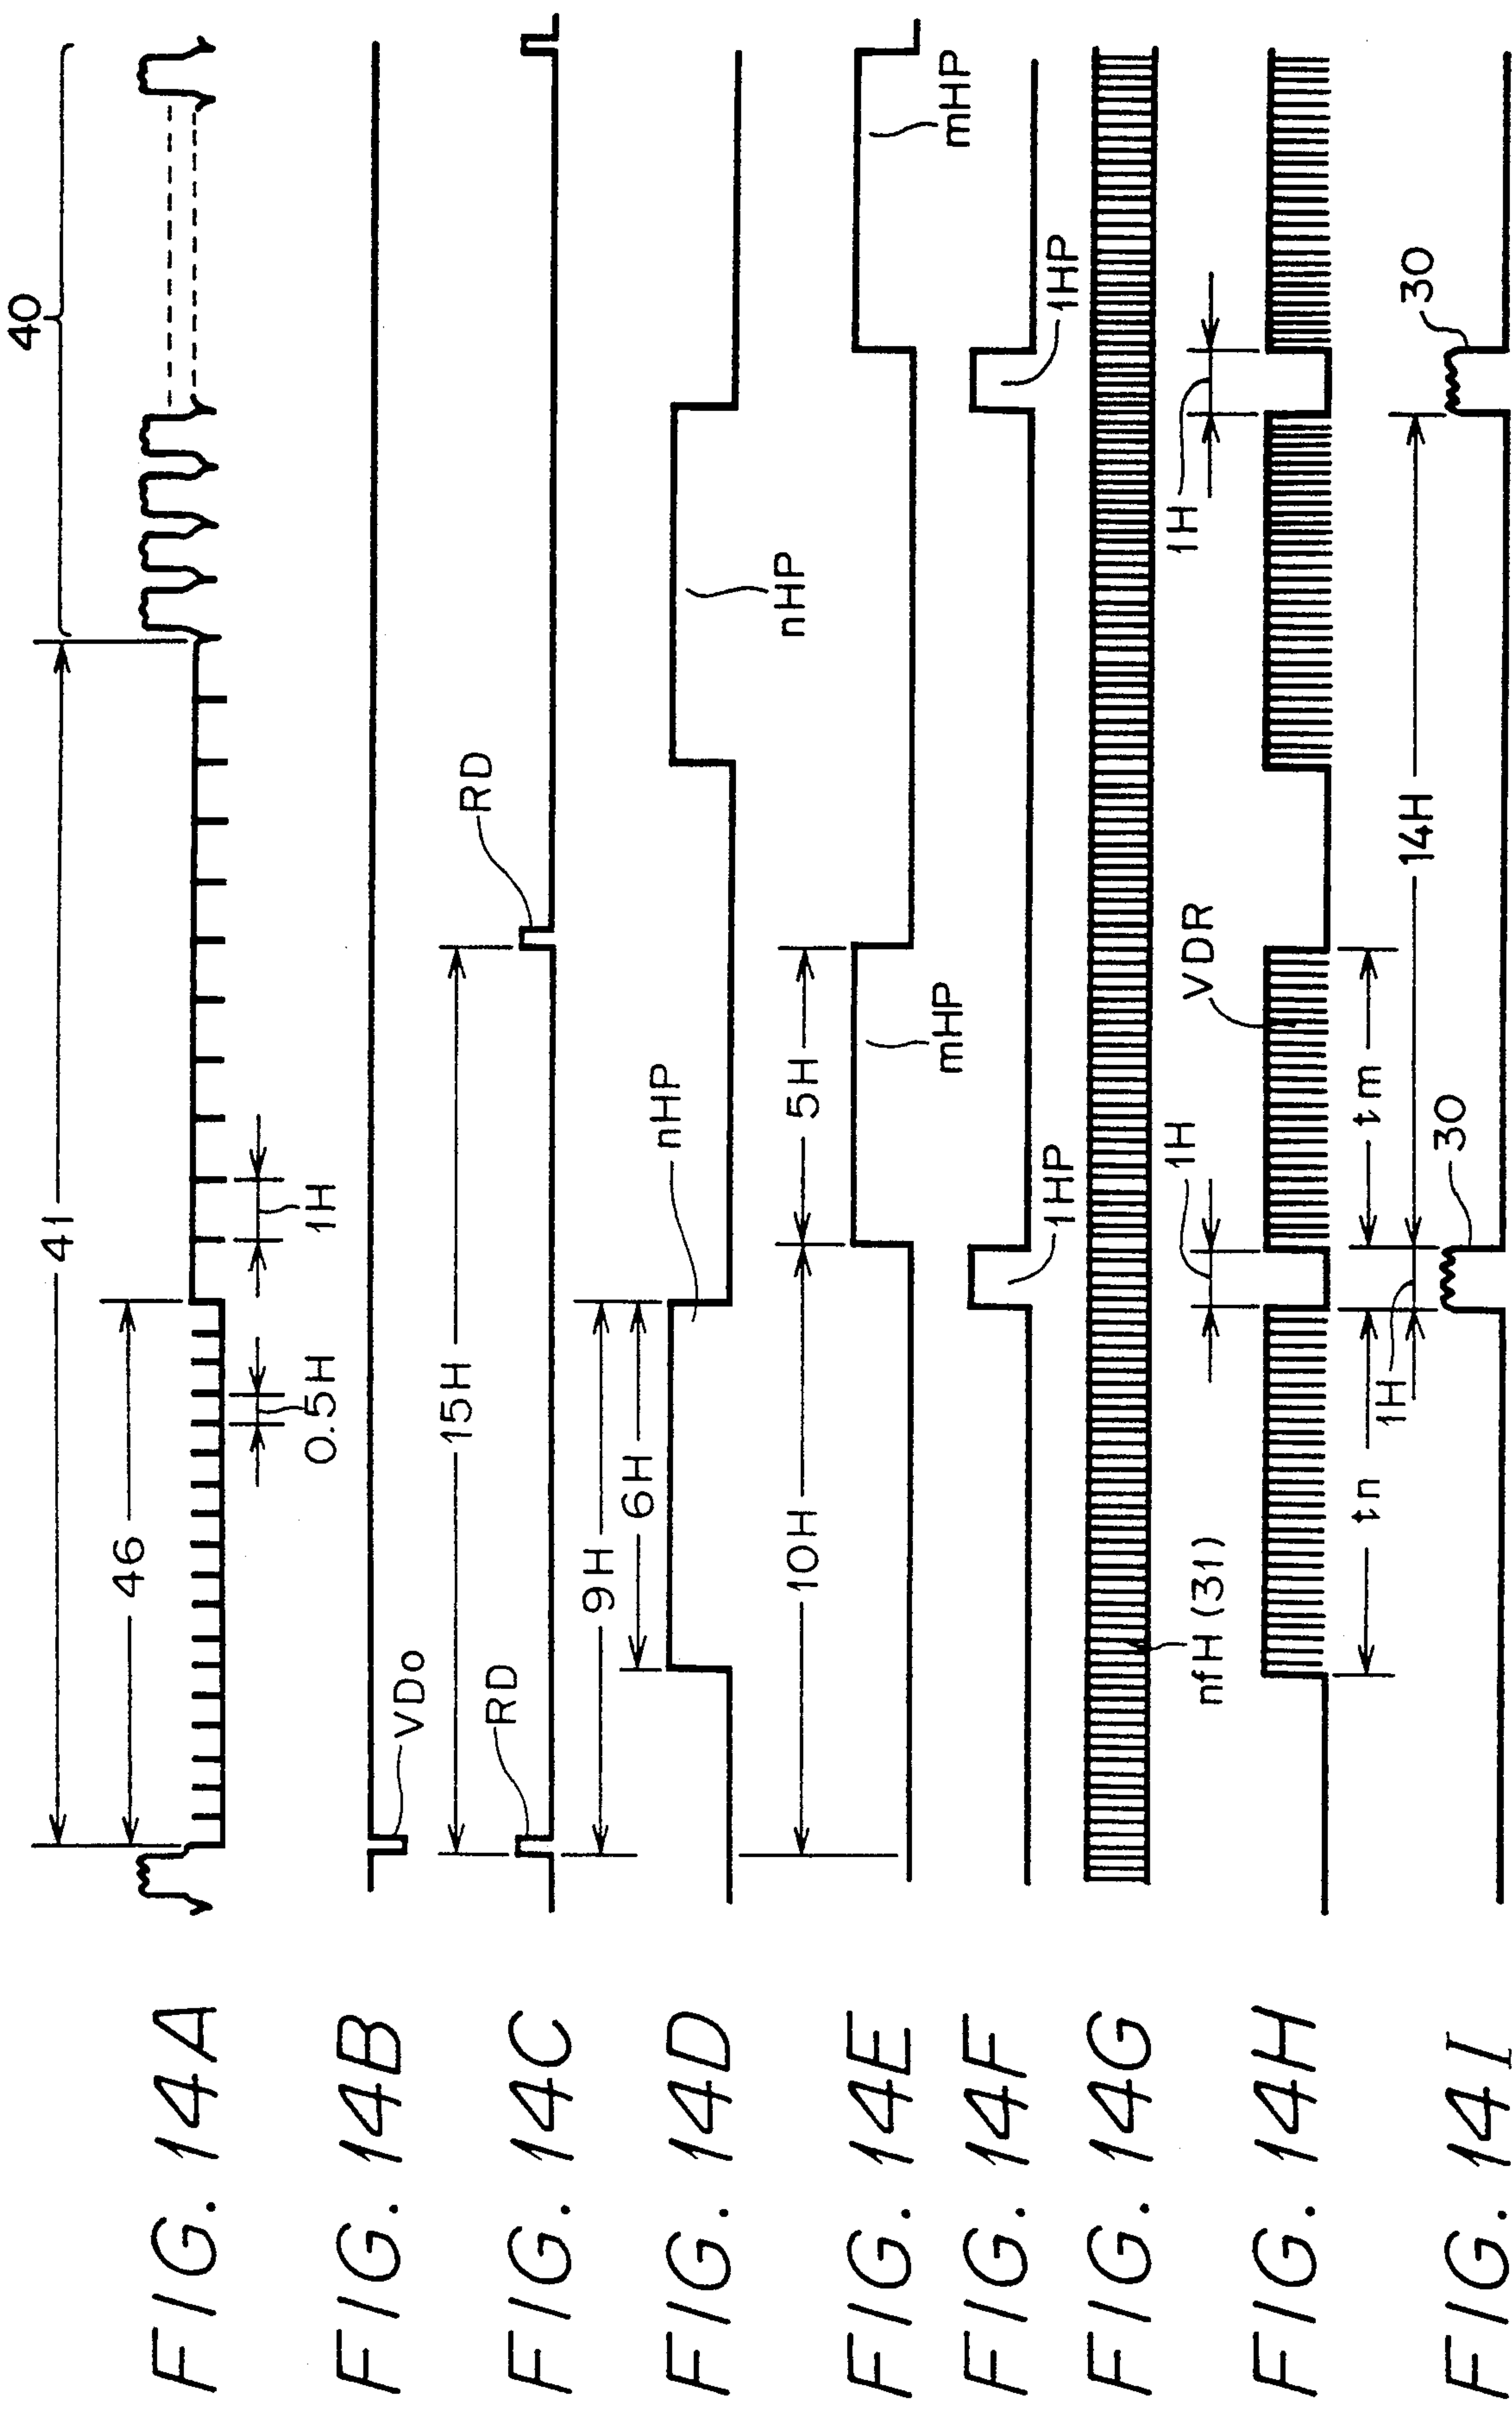 FIG. 14A
41
46
40
0.5H
1H
FIG. 14B
VDo
FIG. 14C
RD
15H
RD
FIG. 14D
9H
6H
nHP
nHP
FIG. 14E
10H
5H
mHP
mHP
FIG. 14F
1HP
1HP
FIG. 14G
nfH (31)
FIG. 14H
1H
VDR
1H
tn
tm
FIG. 14I
1H
30
14H
30